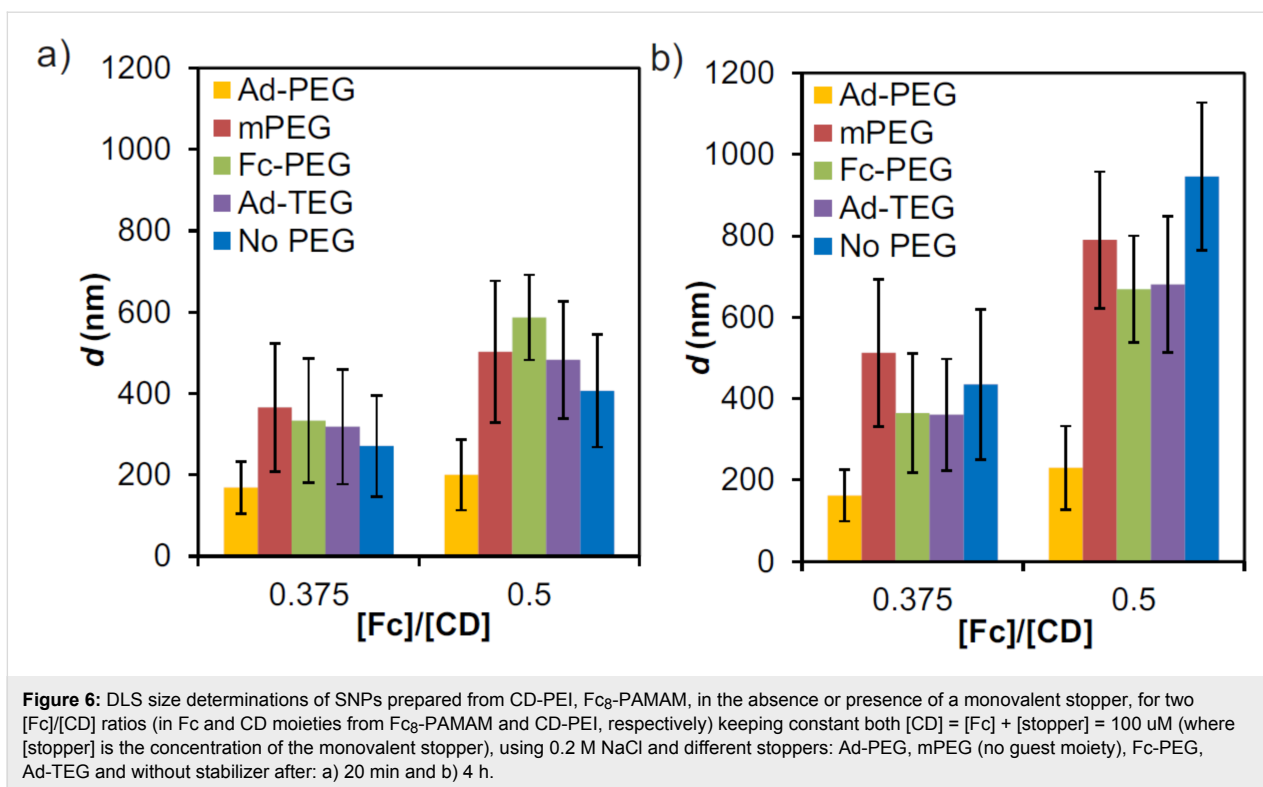 a)
1200
1000
800
600
400
200
0
d (nm)
Ad-PEG
mPEG
Fc-PEG
Ad-TEG
No PEG
0.375 0.5
[Fc]/[CD]
b)
1200
1000
800
600
400
200
0
d (nm)
Ad-PEG
mPEG
Fc-PEG
Ad-TEG
No PEG
0.375 0.5
[Fc]/[CD]
Figure 6: DLS size determinations of SNPs prepared from CD-PEI, Fc8-PAMAM, in the absence or presence of a monovalent stopper, for two
[Fc]/[CD] ratios (in Fc and CD moieties from Fc8-PAMAM and CD-PEI, respectively) keeping constant both [CD] = [Fc] + [stopper] = 100 uM (where
[stopper] is the concentration of the monovalent stopper), using 0.2 M NaCl and different stoppers: Ad-PEG, mPEG (no guest moiety), Fc-PEG,
Ad-TEG and without stabilizer after: a) 20 min and b) 4 h.